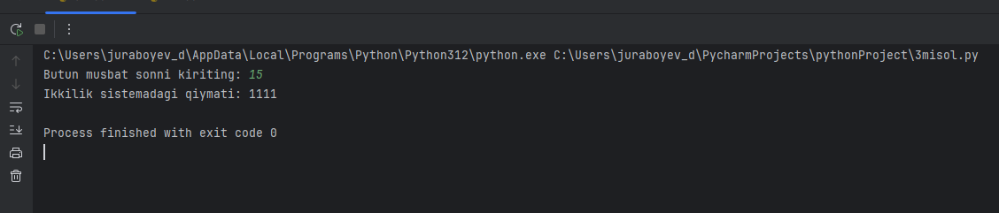 C:\Users\juraboyev_d\AppData\Local\Programs\Python\Python312\python.exe C:\Users\juraboyev_d\PycharmProjects\pythonProject\3misol.py
Butun musbat sonni kiriting: 15
Ikkilik sistemadagi qiymati: 1111
Process finished with exit code 0